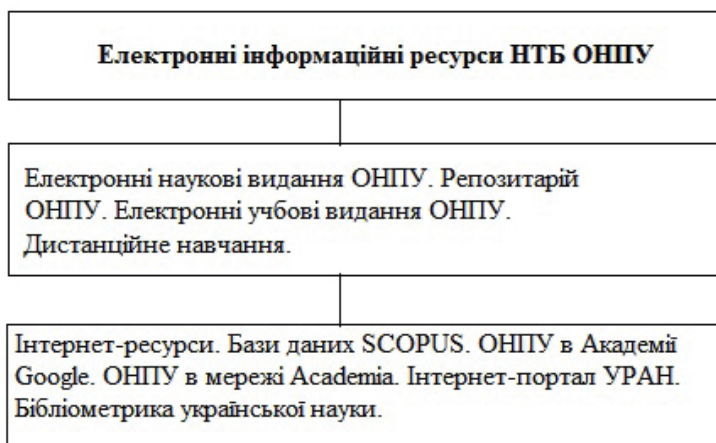 Електронні інформаційні ресурси НТБ ОНПУ
Електронні наукові видання ОНПУ. Репозитарій
ОНПУ. Електронні учбові видання ОНПУ.
Дистанційне навчання.
Інтернет-ресурси. Бази даних SCOPUS. ОНПУ в Академії
Google. ОНПУ в мережі Academia. Інтернет-портал УРАН.
Бібліометрика української науки.